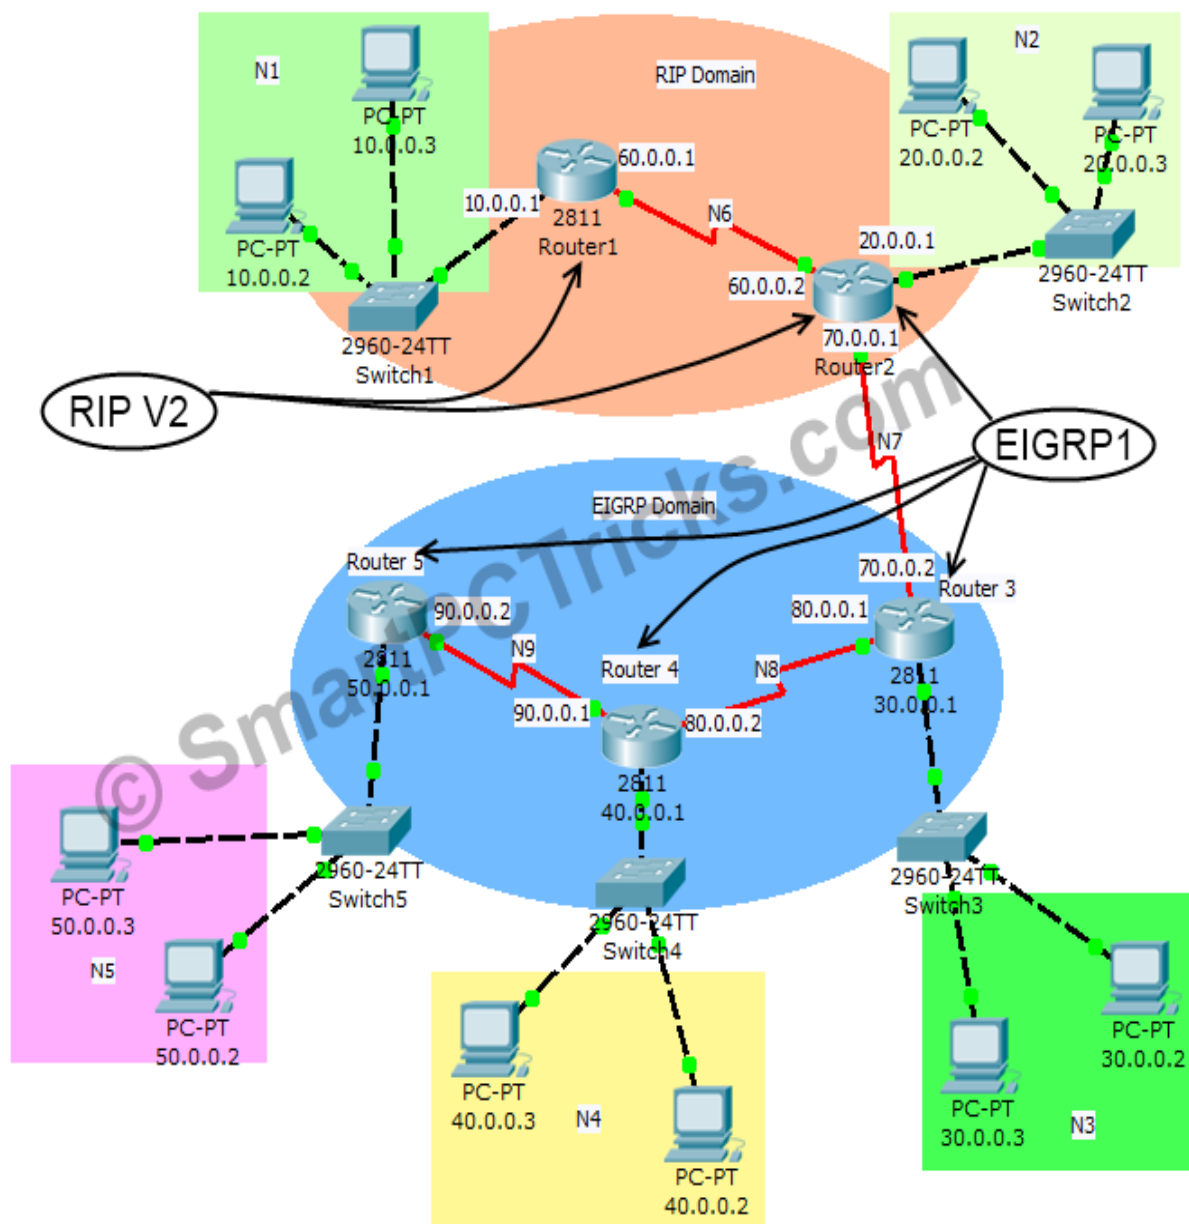 N1
PC-PT
10.0.0.3
PC-PT
10.0.0.2
10.0.0.1
2960-24TT
Switch1
RIP Domain
60.0.0.1
2811
Router1
N6
60.0.0.2
20.0.0.1
70.0.0.1
Router2
N2
PC-PT
20.0.0.2
PC-PT
20.0.0.3
2960-24TT
Switch2
RIP V2
EIGRP1
N7
EIGRP Domain
Router 5
90.0.0.2
2811
50.0.0.1
N9
90.0.0.1
Router 4
2811
40.0.0.1
80.0.0.2
N8
80.0.0.1
70.0.0.2
Router 3
2811
30.0.0.1
© SmartPCTricks.com
2960-24TT
Switch5
PC-PT
50.0.0.3
N5
PC-PT
50.0.0.2
2960-24TT
Switch4
PC-PT
40.0.0.3
N4
PC-PT
40.0.0.2
2960-24TT
Switch3
PC-PT
30.0.0.2
PC-PT
30.0.0.3
N3